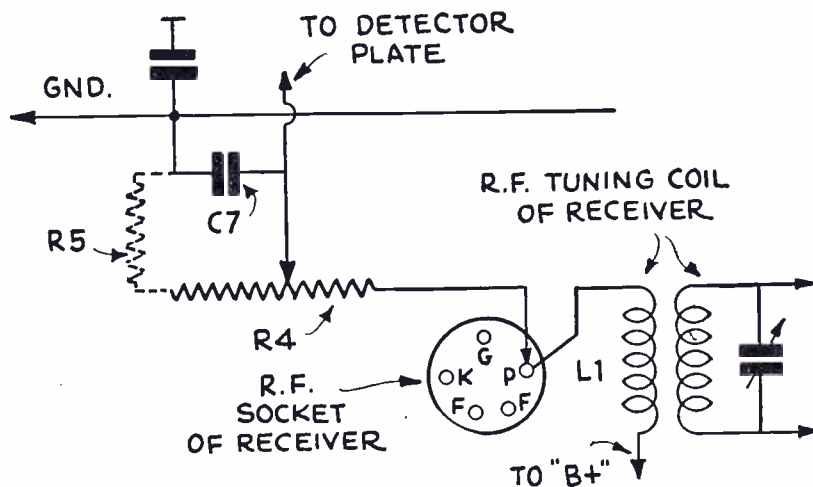 TO DETECTOR
PLATE
GND.
C7
R5
R4
R.F. TUNING COIL
OF RECEIVER
G
K
P
F
F
L1
R.F.
SOCKET
OF RECEIVER
TO "B+"